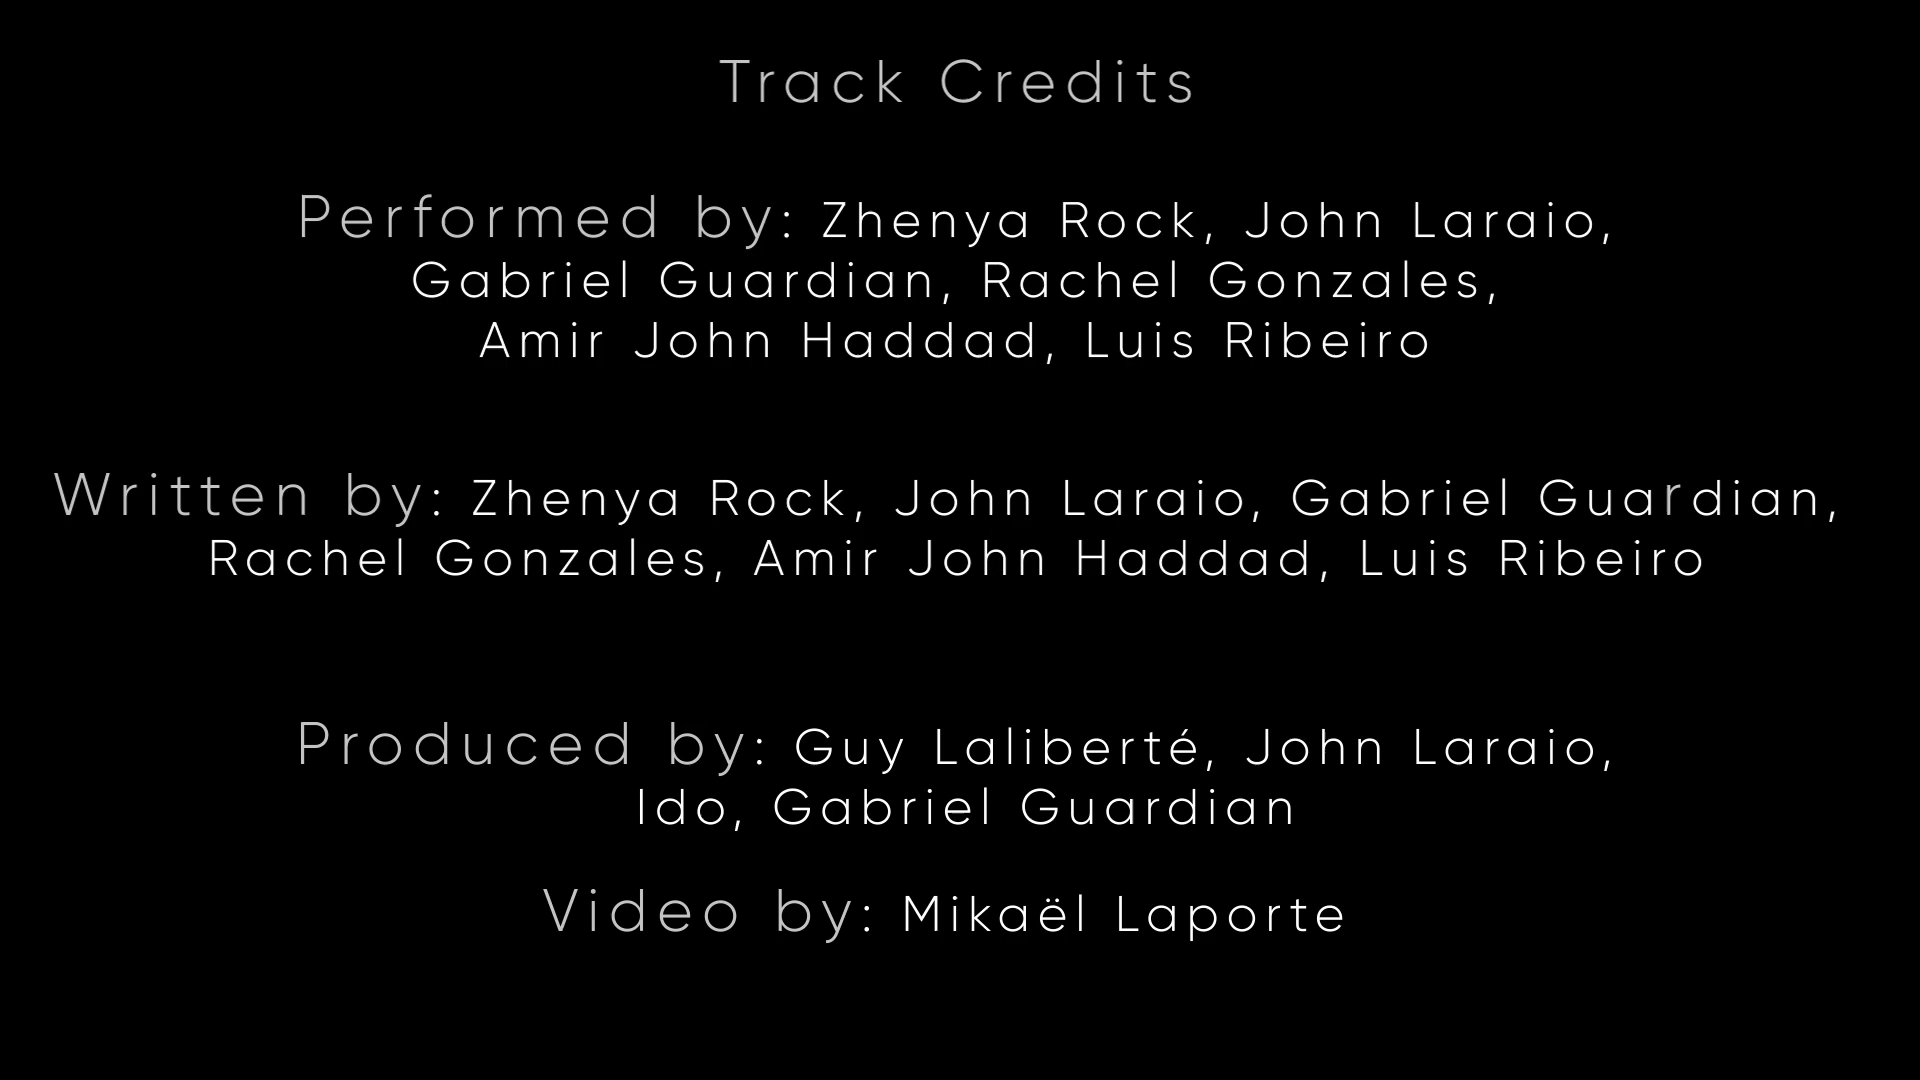 Track Credits
Performed by: Zhenya Rock, John Laraio,
Gabriel Guardian, Rachel Gonzales,
Amir John Haddad, Luis Ribeiro
Written by: Zhenya Rock, John Laraio, Gabriel Guardian,
Rachel Gonzales, Amir John Haddad, Luis Ribeiro
Produced by: Guy Laliberté, John Laraio,
Ido, Gabriel Guardian
Video by: Mikaël Laporte